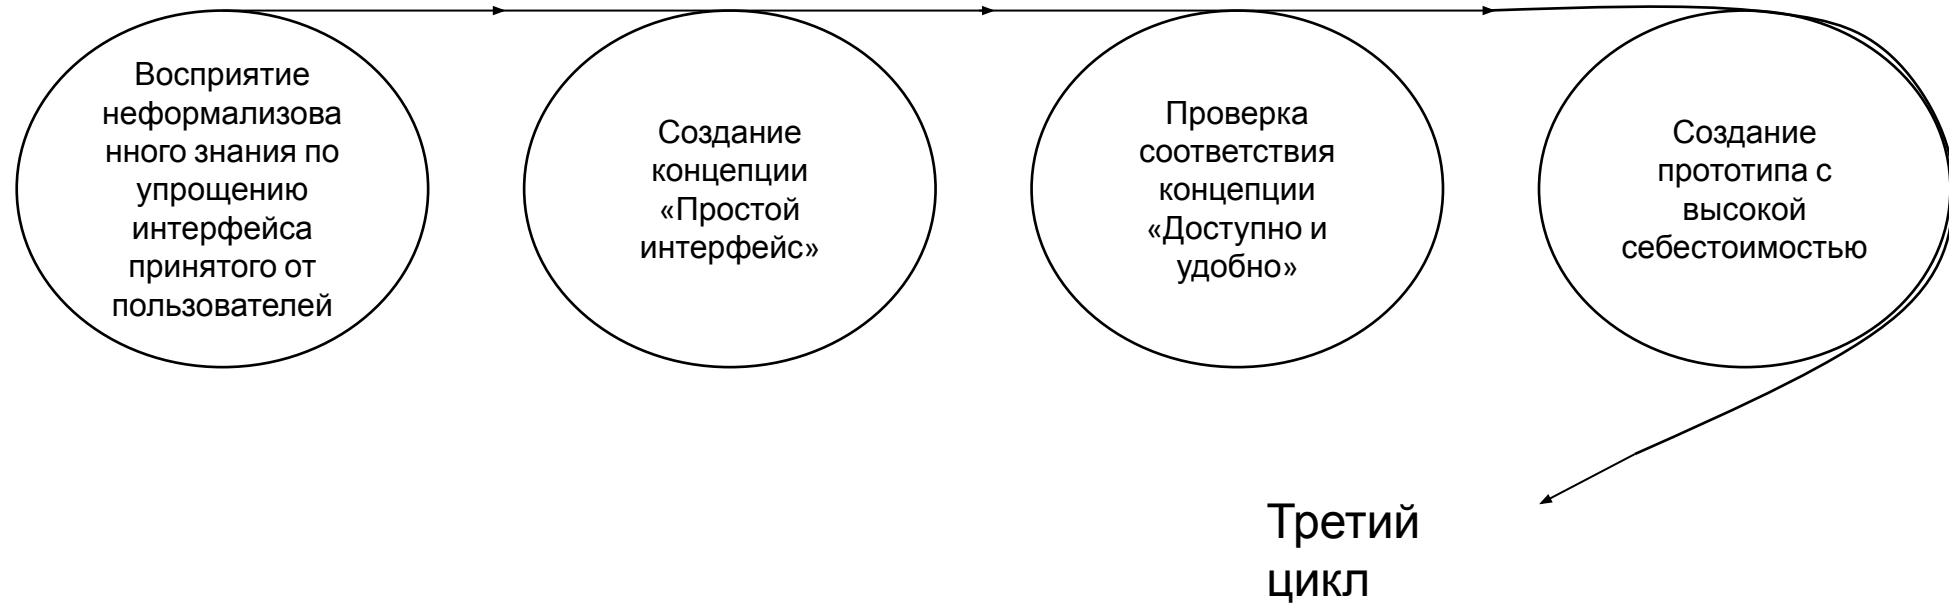 Восприятие
неформализова
нного знания по
упрощению
интерфейса
принятого от
пользователей
Создание
концепции
«Простой
интерфейс»
Проверка
соответствия
концепции
«Доступно и
удобно»
Создание
прототипа с
высокой
себестоимостью
Третий
цикл